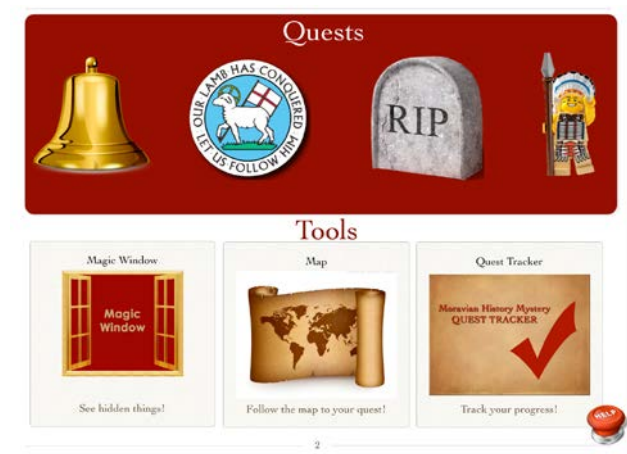 Quests
OUR LAMB HAS CONQUERED
LET US FOLLOW HIM
RIP
Tools
Magic Window
Map
Quest Tracker
Magic
Window
Moravian History Mystery
QUEST TRACKER
See hidden things!
Follow the map to your quest!
Track your progress!
HELP
2